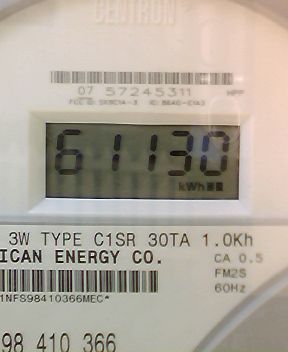 CENTRON
07 57245311
61130
kWh
3W TYPE C1SR 30TA 1.0Kh
ICAN ENERGY CO.
CA 0.5
FM2S
60Hz
1NFS98410366MEC*
98 410 366